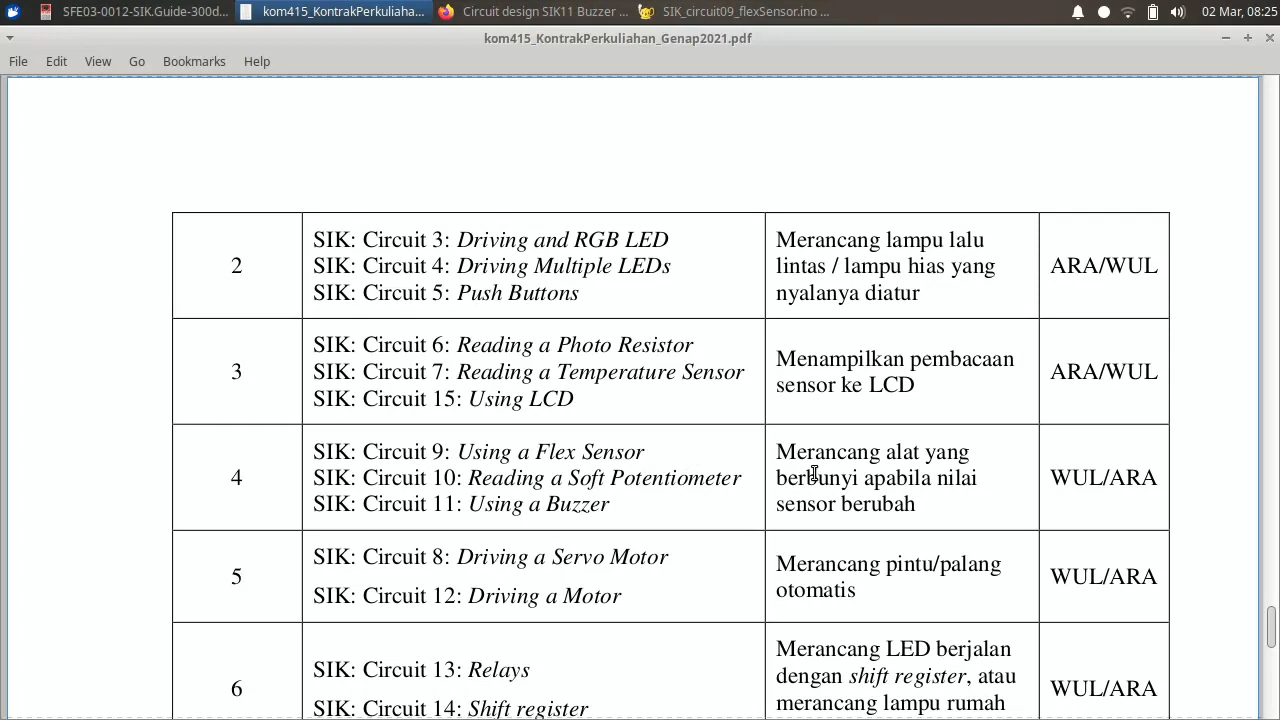 SFE03-0012-SIK.Guide-300d...
kom415_KontrakPerkuliaha...
Circuit design SIK11 Buzzer ...
SIK_circuit09_flexSensor.ino ...
02 Mar, 08:25
kom415_KontrakPerkuliahan_Genap2021.pdf
File Edit View Go Bookmarks Help
2
SIK: Circuit 3: Driving and RGB LED
SIK: Circuit 4: Driving Multiple LEDs
SIK: Circuit 5: Push Buttons
Merancang lampu lalu
lintas / lampu hias yang
nyalanya diatur
ARA/WUL
3
SIK: Circuit 6: Reading a Photo Resistor
SIK: Circuit 7: Reading a Temperature Sensor
SIK: Circuit 15: Using LCD
Menampilkan pembacaan
sensor ke LCD
ARA/WUL
4
SIK: Circuit 9: Using a Flex Sensor
SIK: Circuit 10: Reading a Soft Potentiometer
SIK: Circuit 11: Using a Buzzer
Merancang alat yang
berbunyi apabila nilai
sensor berubah
WUL/ARA
5
SIK: Circuit 8: Driving a Servo Motor
SIK: Circuit 12: Driving a Motor
Merancang pintu/palang
otomatis
WUL/ARA
6
SIK: Circuit 13: Relays
SIK: Circuit 14: Shift register
Merancang LED berjalan
dengan shift register, atau
merancang lampu rumah
WUL/ARA